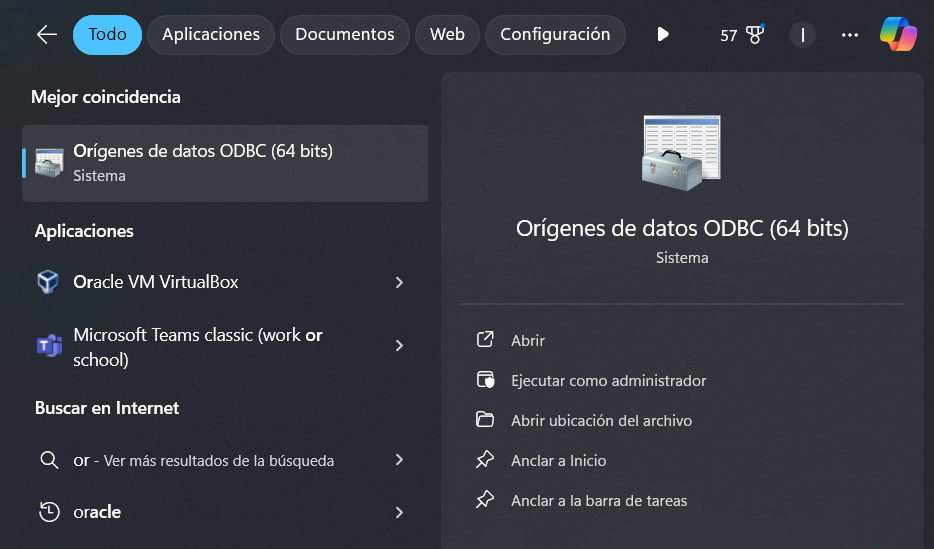 Todo
Aplicaciones
Documentos
Web
Configuración
57
I
Mejor coincidencia
Orígenes de datos ODBC (64 bits)
Sistema
Aplicaciones
Oracle VM VirtualBox
Microsoft Teams classic (work or
school)
Buscar en Internet
or - Ver más resultados de la búsqueda
oracle
Orígenes de datos ODBC (64 bits)
Sistema
Abrir
Ejecutar como administrador
Abrir ubicación del archivo
Anclar a Inicio
Anclar a la barra de tareas